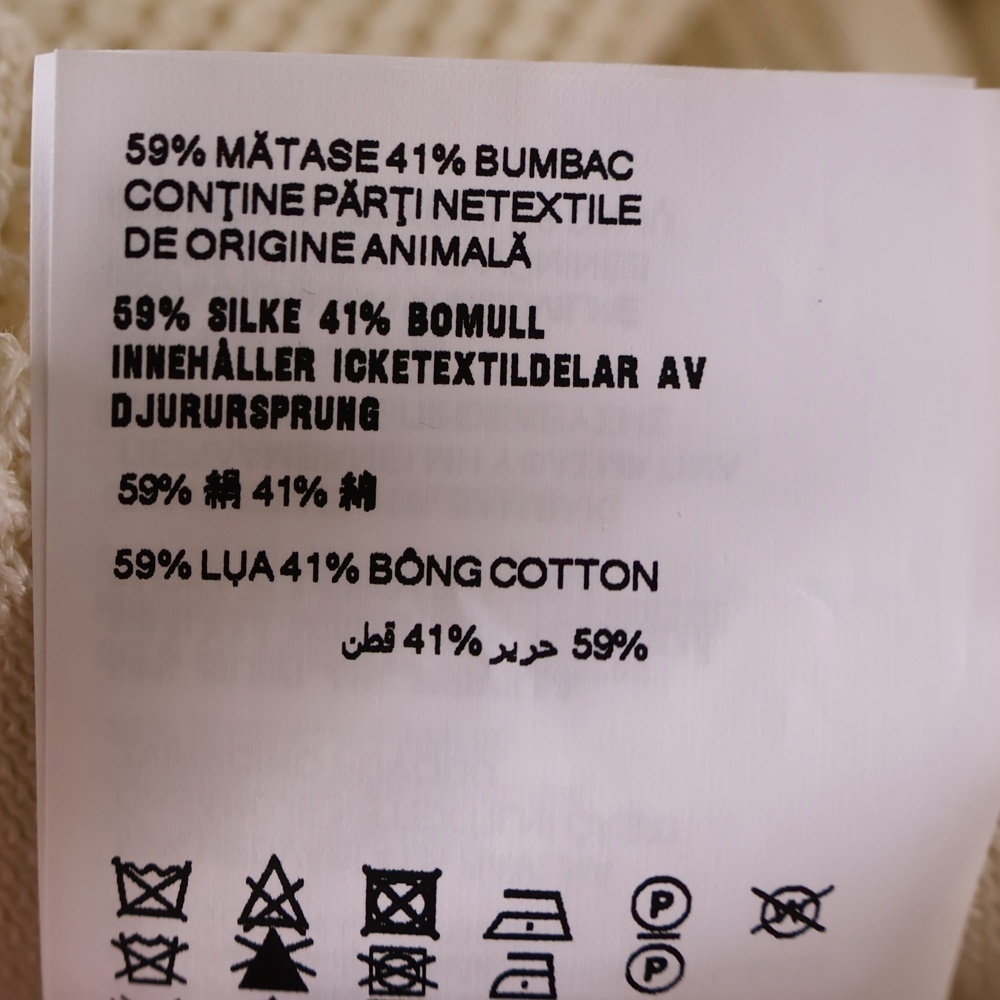 59% MĂTASE 41% BUMBAC
CONŢINE PĂRŢI NETEXTILE
DE ORIGINE ANIMALĂ
59% SILKE 41% BOMULL
INNEHÅLLER ICKETEXTILDELAR AV
DJURURSPRUNG
59% 絹 41% 綿
59% LỤA 41% BÔNG COTTON
59% حرير 41% قطن
P W
P